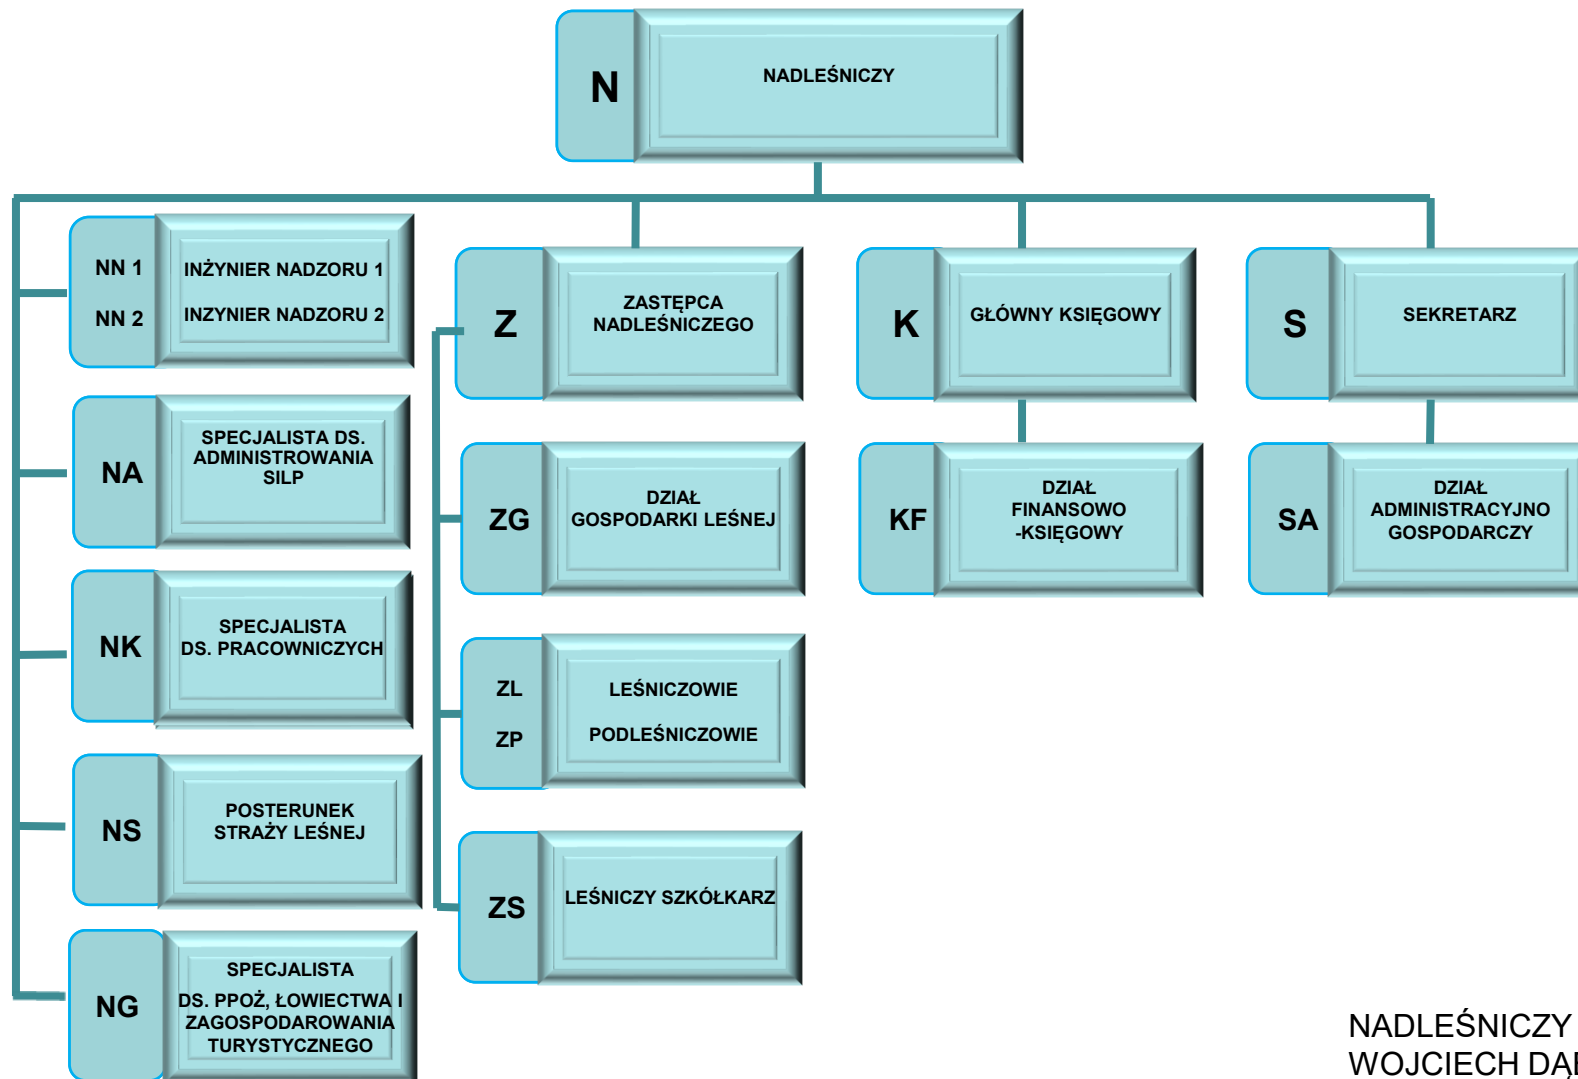 N
NADLEŚNICZY
NN 1
INŻYNIER NADZORU 1
NN 2
INZYNIER NADZORU 2
NA
SPECJALISTA DS.
ADMINISTROWANIA
SILP
NK
SPECJALISTA
DS. PRACOWNICZYCH
NS
POSTERUNEK
STRAŻY LEŚNEJ
NG
SPECJALISTA
DS. PPOŻ, ŁOWIECTWA I
ZAGOSPODAROWANIA
TURYSTYCZNEGO
Z
ZASTĘPCA
NADLEŚNICZEGO
ZG
DZIAŁ
GOSPODARKI LEŚNEJ
ZL
LEŚNICZOWIE
ZP
PODLEŚNICZOWIE
ZS
LEŚNICZY SZKÓŁKARZ
K
GŁÓWNY KSIĘGOWY
KF
DZIAŁ
FINANSOWO
-KSIĘGOWY
S
SEKRETARZ
SA
DZIAŁ
ADMINISTRACYJNO
GOSPODARCZY
NADLEŚNICZY
WOJCIECH